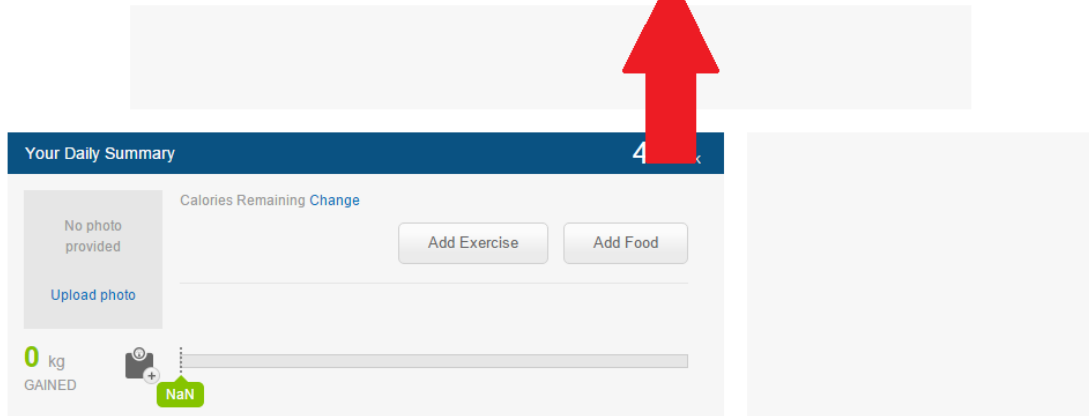 Your Daily Summary 4
No photo provided
Upload photo
Calories Remaining Change
Add Exercise Add Food
0 kg
GAINED
NaN